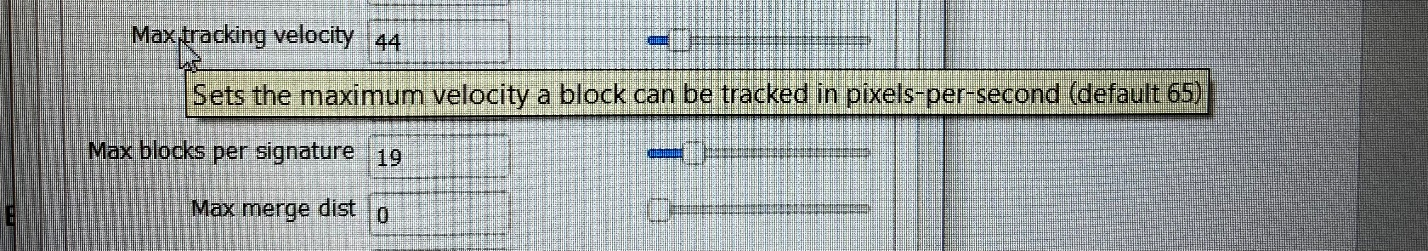 Max tracking velocity 44
Sets the maximum velocity a block can be tracked in pixels-per-second (default 65)
Max blocks per signature 19
Max merge dist 0